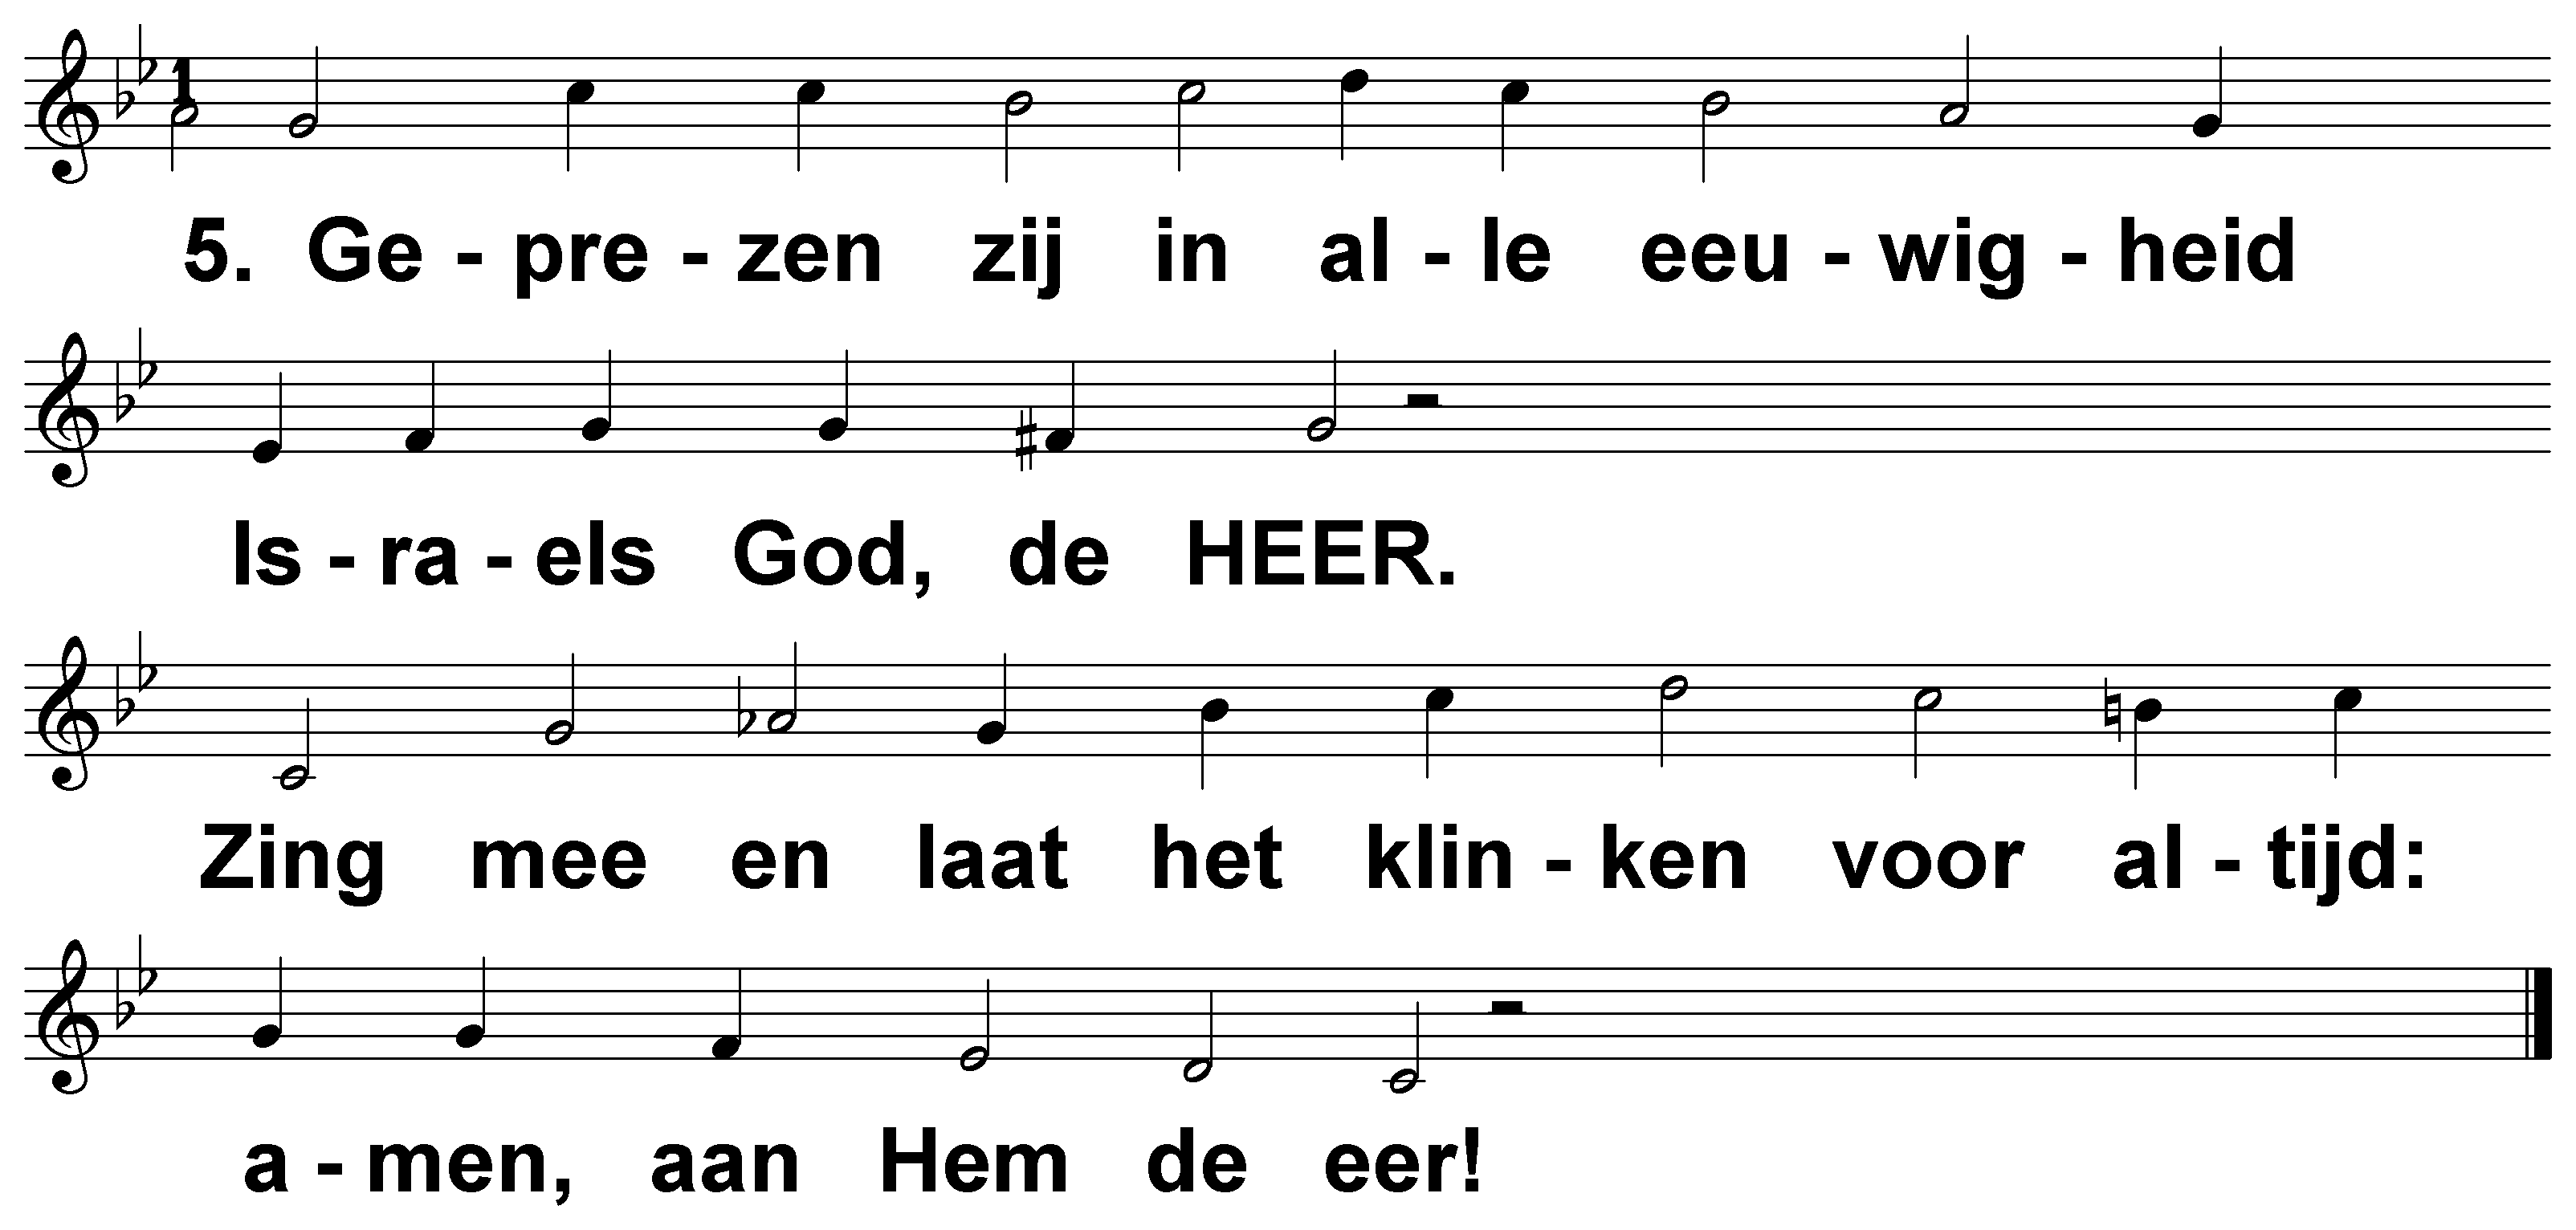 1
5. Ge - pre - zen zij in al - le eeu - wig - heid
Is - ra - els God, de HEER.
Zing mee en laat het klin - ken voor al - tijd:
a - men, aan Hem de eer!